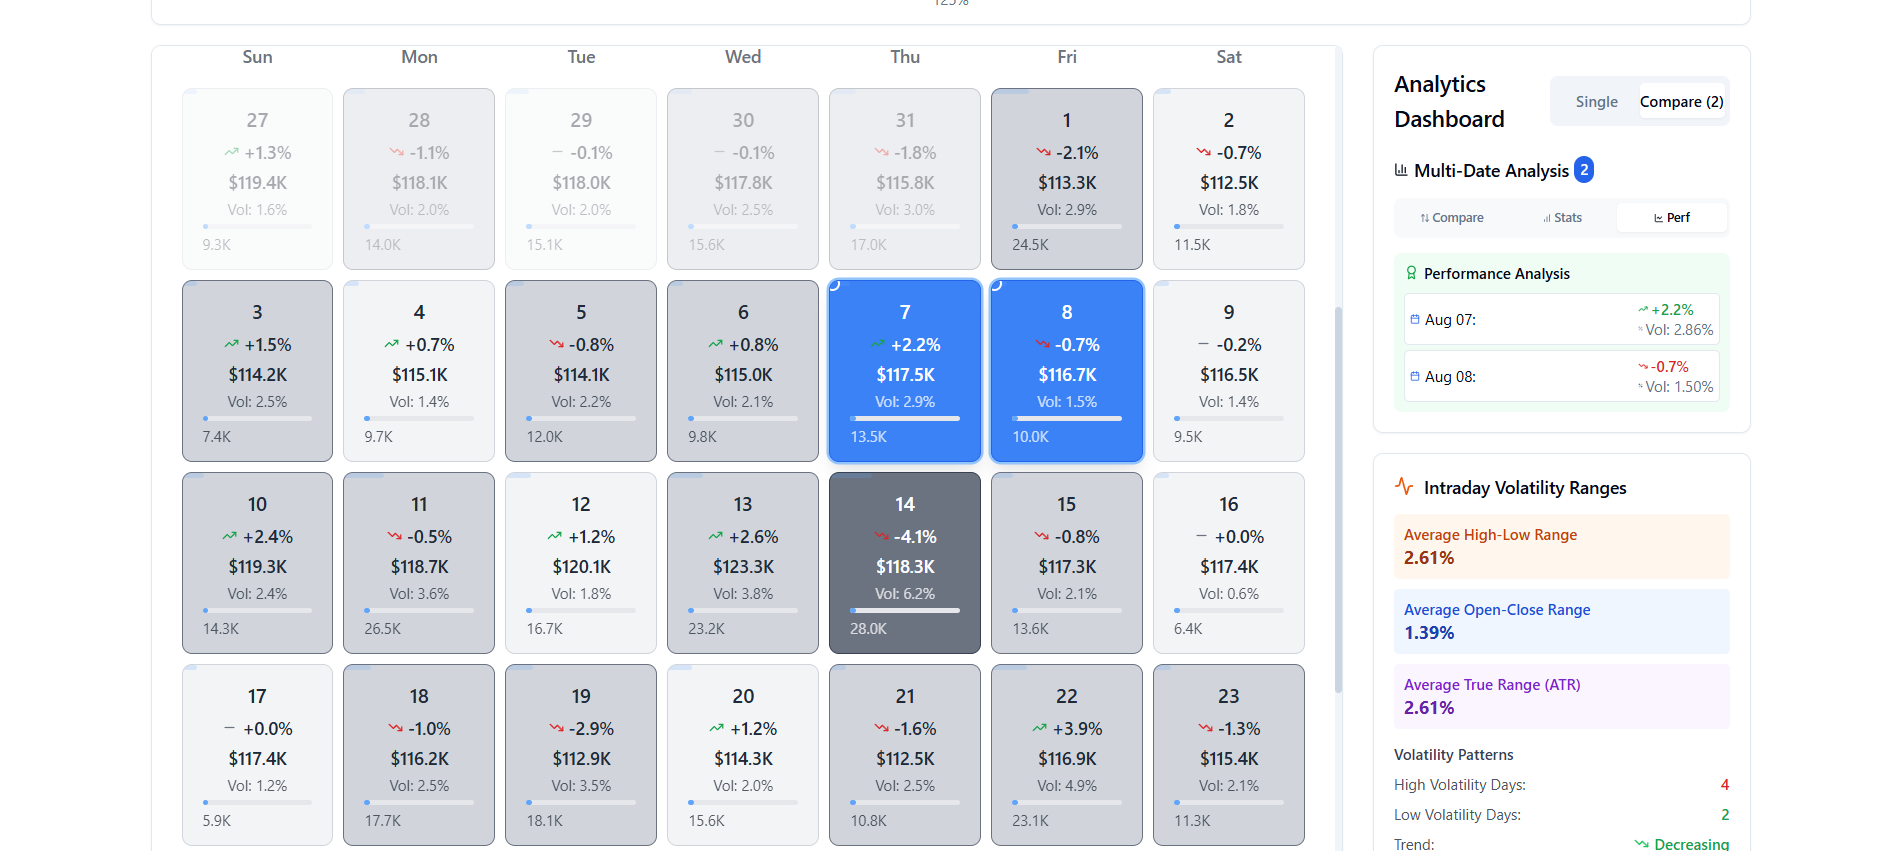 125%
Sun Mon Tue Wed Thu Fri Sat
27 28 29 30 31 1 2
+1.3% -1.1% -0.1% -0.1% -1.8% -2.1% -0.7%
$119.4K $118.1K $118.0K $117.8K $115.8K $113.3K $112.5K
Vol: 1.6% Vol: 2.0% Vol: 2.0% Vol: 2.5% Vol: 3.0% Vol: 2.9% Vol: 1.8%
9.3K 14.0K 15.1K 15.6K 17.0K 24.5K 11.5K
3 4 5 6 7 8 9
+1.5% +0.7% -0.8% +0.8% +2.2% -0.7% -0.2%
$114.2K $115.1K $114.1K $115.0K $117.5K $116.7K $116.5K
Vol: 2.5% Vol: 1.4% Vol: 2.2% Vol: 2.1% Vol: 2.9% Vol: 1.5% Vol: 1.4%
7.4K 9.7K 12.0K 9.8K 13.5K 10.0K 9.5K
10 11 12 13 14 15 16
+2.4% -0.5% +1.2% +2.6% -4.1% -0.8% +0.0%
$119.3K $118.7K $120.1K $123.3K $118.3K $117.3K $117.4K
Vol: 2.4% Vol: 3.6% Vol: 1.8% Vol: 3.8% Vol: 6.2% Vol: 2.1% Vol: 0.6%
14.3K 26.5K 16.7K 23.2K 28.0K 13.6K 6.4K
17 18 19 20 21 22 23
+0.0% -1.0% -2.9% +1.2% -1.6% +3.9% -1.3%
$117.4K $116.2K $112.9K $114.3K $112.5K $116.9K $115.4K
Vol: 1.2% Vol: 2.5% Vol: 3.5% Vol: 2.0% Vol: 2.5% Vol: 4.9% Vol: 2.1%
5.9K 17.7K 18.1K 15.6K 10.8K 23.1K 11.3K
Analytics
Dashboard
Single Compare (2)
Multi-Date Analysis 2
Compare Stats Perf
Performance Analysis
Aug 07: +2.2%
Vol: 2.86%
Aug 08: -0.7%
Vol: 1.50%
Intraday Volatility Ranges
Average High-Low Range
2.61%
Average Open-Close Range
1.39%
Average True Range (ATR)
2.61%
Volatility Patterns
High Volatility Days: 4
Low Volatility Days: 2
Trend: Decreasing